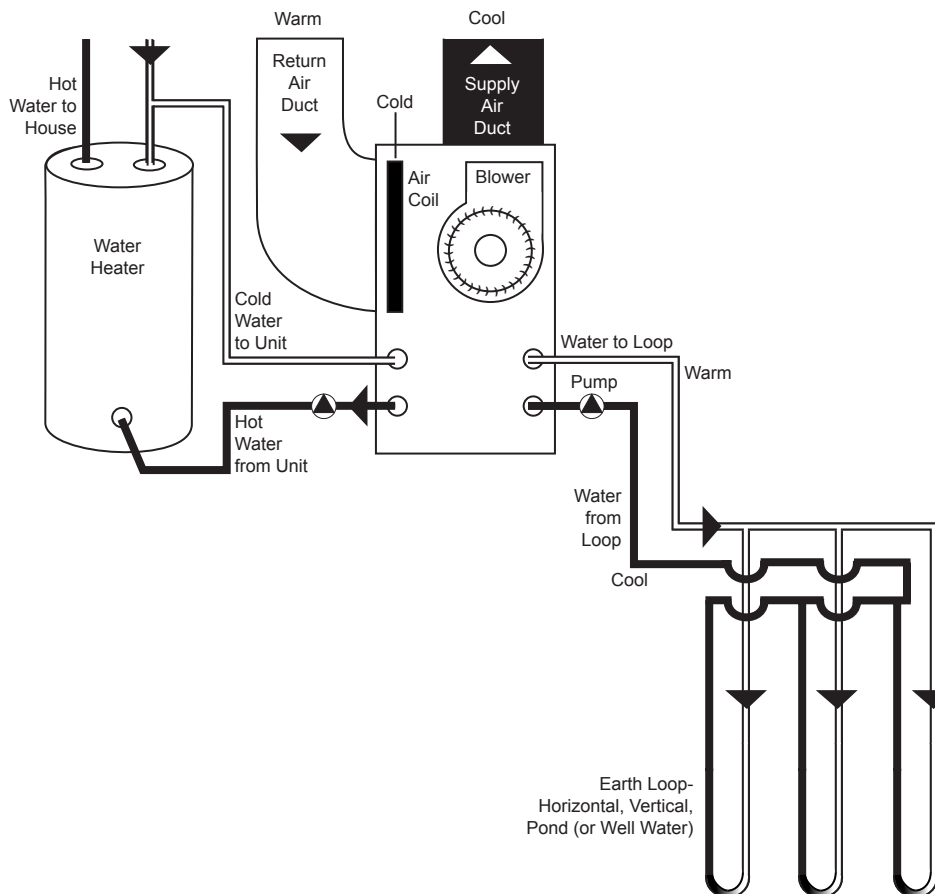 Warm
Cool
Hot
Water to
House
Return
Air
Duct
Cold
Supply
Air
Duct
Air
Coil
Blower
Water
Heater
Cold
Water
to Unit
Water to Loop
Warm
Pump
Hot
Water
from Unit
Water
from
Loop
Cool
Earth Loop-
Horizontal, Vertical,
Pond (or Well Water)